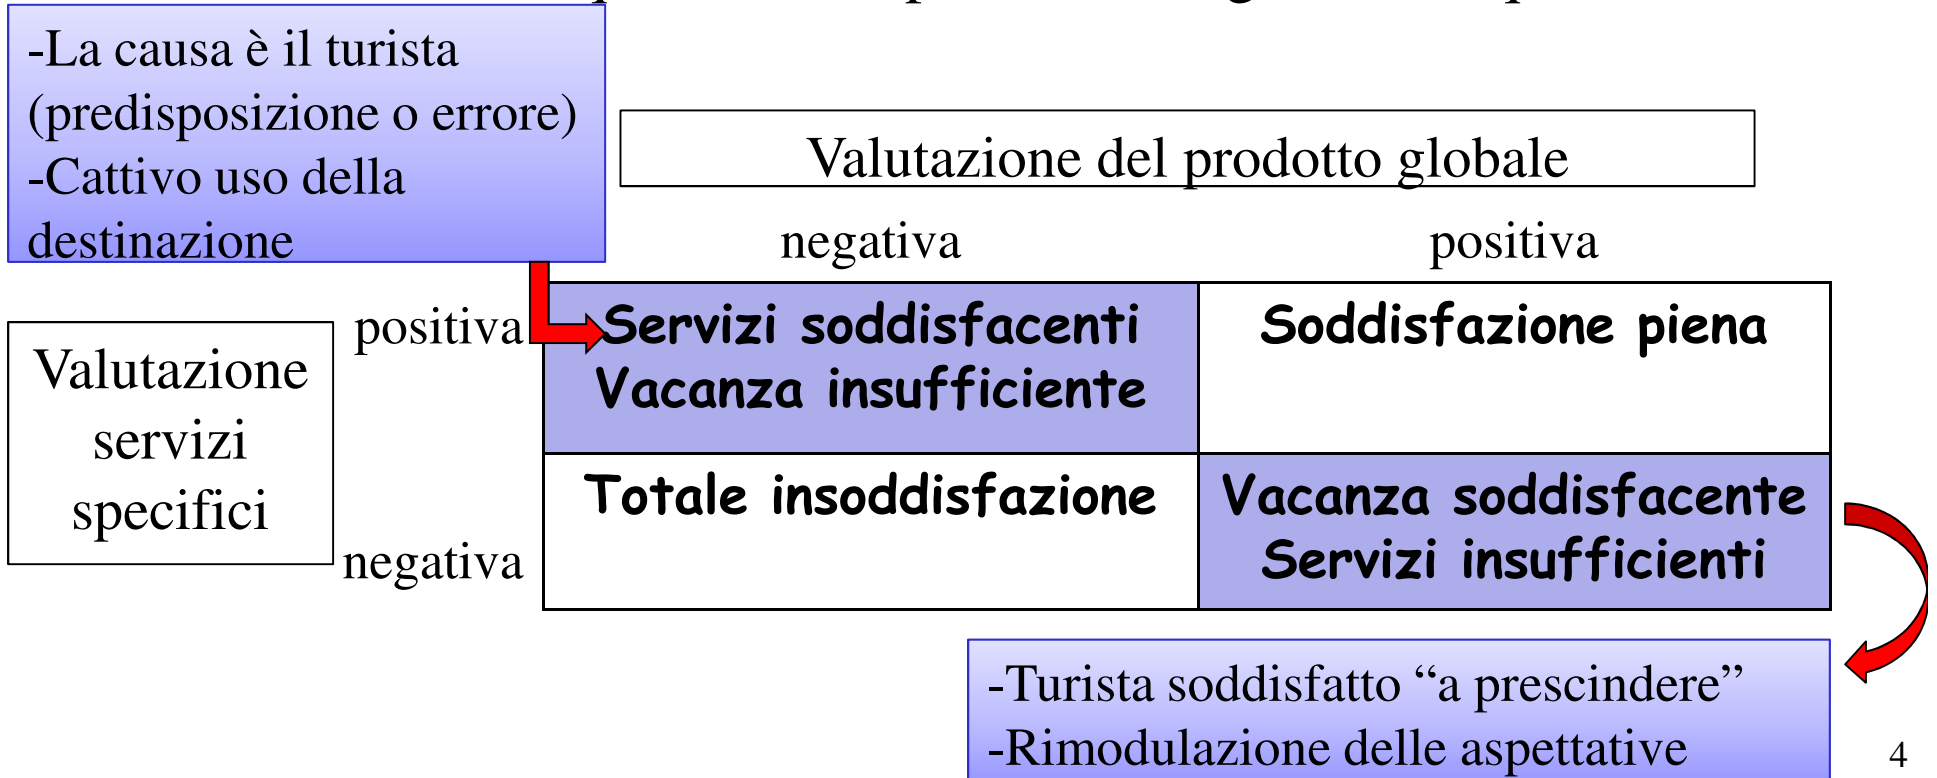 -La causa è il turista
(predisposizione o errore)
-Cattivo uso della
destinazione
Valutazione del prodotto globale
negativa
positiva
positiva
Servizi soddisfacenti
Vacanza insufficiente
Soddisfazione piena
Valutazione
servizi
specifici
negativa
Totale insoddisfazione
Vacanza soddisfacente
Servizi insufficienti
-Turista soddisfatto “a prescindere”
-Rimodulazione delle aspettative
4